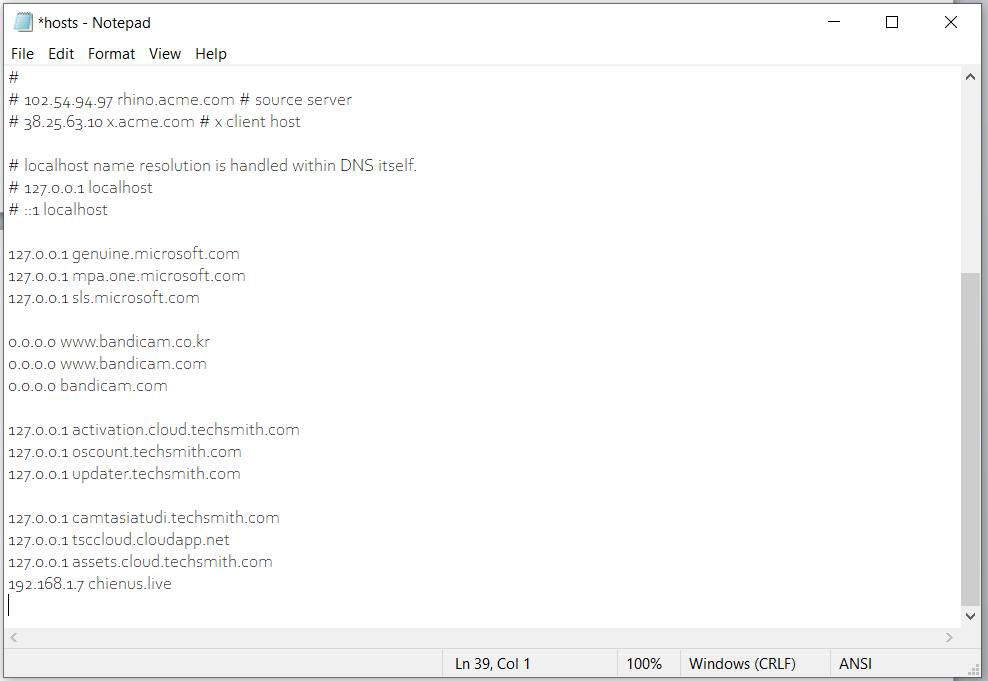 *hosts - Notepad
File Edit Format View Help
#
# 102.54.94.97 rhino.acme.com # source server
# 38.25.63.10 x.acme.com # x client host
# localhost name resolution is handled within DNS itself.
# 127.0.0.1 localhost
# ::1 localhost
127.0.0.1 genuine.microsoft.com
127.0.0.1 mpa.one.microsoft.com
127.0.0.1 sls.microsoft.com
0.0.0.0 www.bandicam.co.kr
0.0.0.0 www.bandicam.com
0.0.0.0 bandicam.com
127.0.0.1 activation.cloud.techsmith.com
127.0.0.1 oscount.techsmith.com
127.0.0.1 updater.techsmith.com
127.0.0.1 camtasiatudi.techsmith.com
127.0.0.1 tsccloud.cloudapp.net
127.0.0.1 assets.cloud.techsmith.com
192.168.1.7 chienus.live
Ln 39, Col 1 100% Windows (CRLF) ANSI